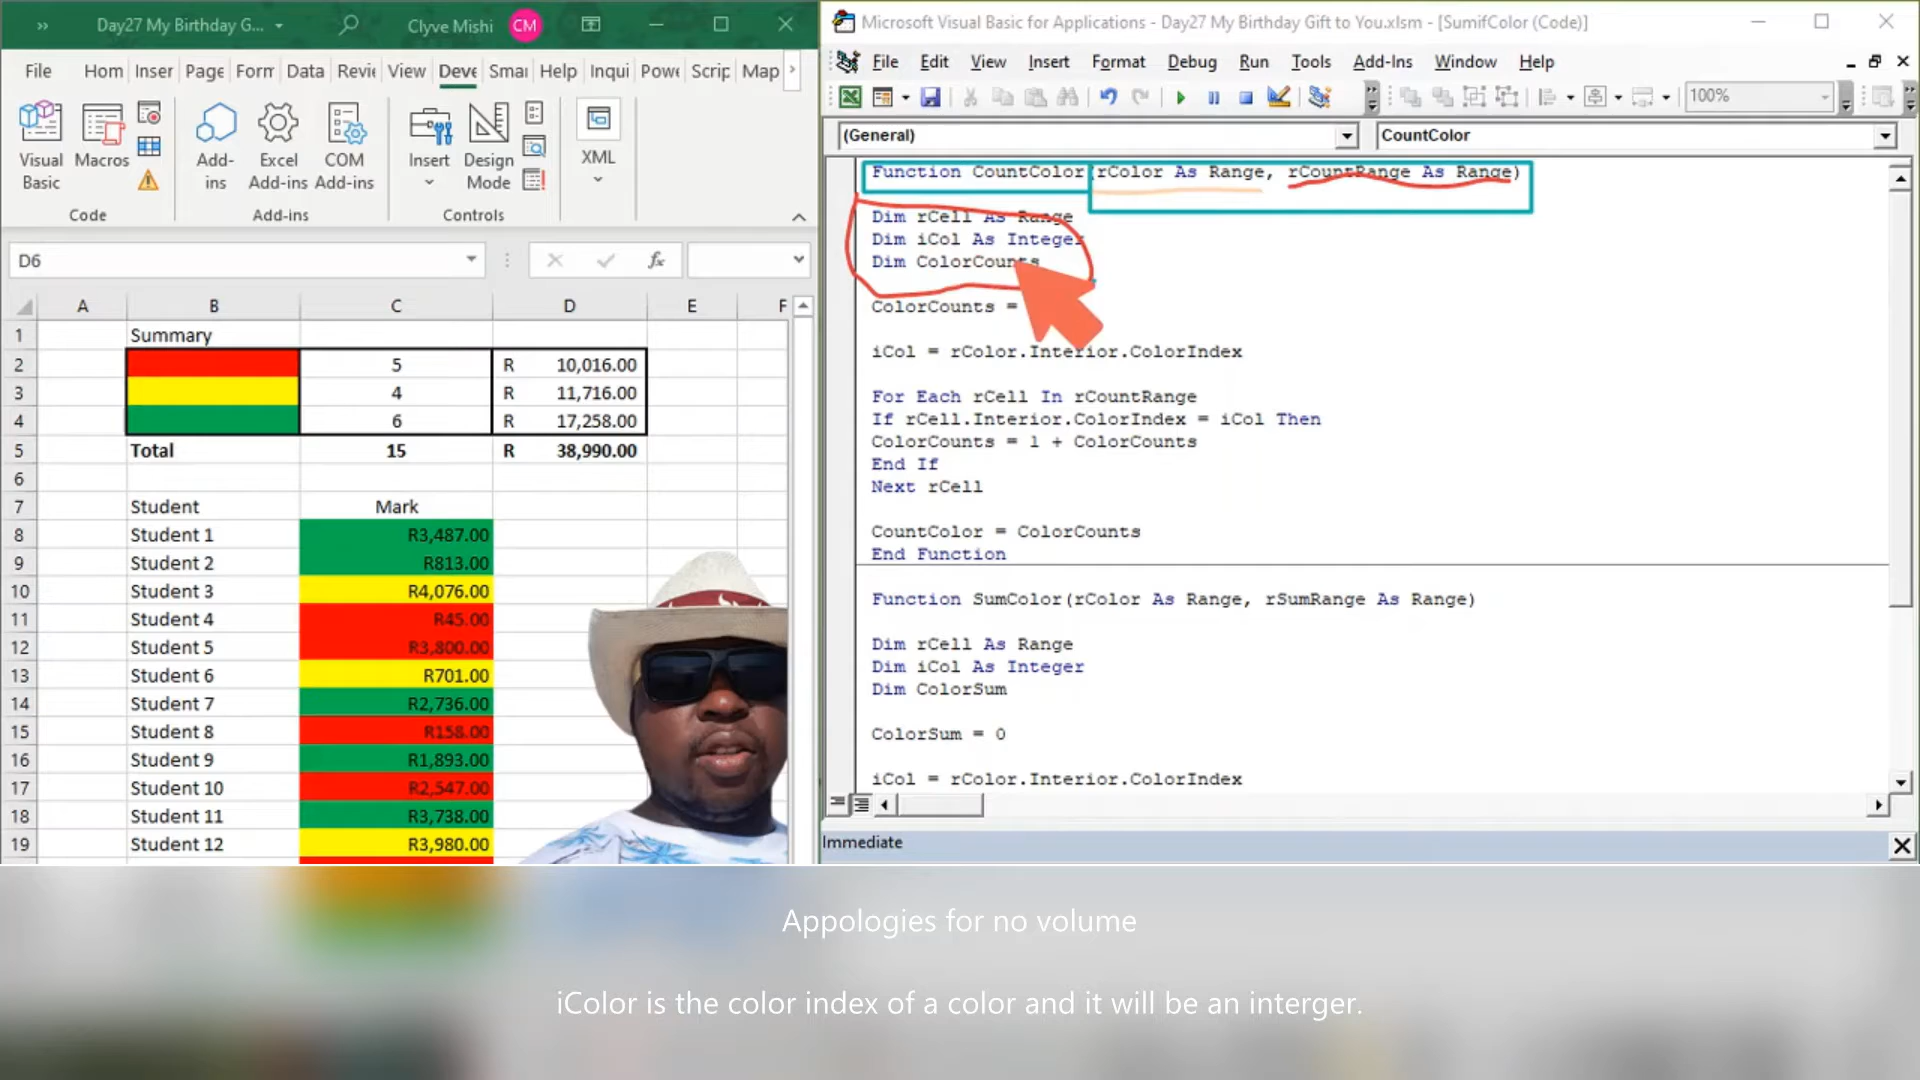 Day27 My Birthday G...
Clyve Mishi
CM
File
Hom
Inser
Page
Form
Data
Revie
View
Deve
Smar
Help
Inqui
Powe
Scrip
Map
Visual
Basic
Macros
Code
Add-
ins
Excel
Add-ins
COM
Add-ins
Add-ins
Insert
Design
Mode
Controls
XML
D6
fx
A B C D E F
1 Summary
2 5 R 10,016.00
3 4 R 11,716.00
4 6 R 17,258.00
5 Total 15 R 38,990.00
6
7 Student Mark
8 Student 1 R3,487.00
9 Student 2 R813.00
10 Student 3 R4,076.00
11 Student 4 R45.00
12 Student 5 R3,800.00
13 Student 6 R701.00
14 Student 7 R2,736.00
15 Student 8 R158.00
16 Student 9 R1,893.00
17 Student 10 R2,547.00
18 Student 11 R3,738.00
19 Student 12 R3,980.00
Microsoft Visual Basic for Applications - Day27 My Birthday Gift to You.xlsm - [SumifColor (Code)]
File Edit View Insert Format Debug Run Tools Add-Ins Window Help
100%
(General)
CountColor
Function CountColor(rColor As Range, rCountRange As Range)
Dim rCell As Range
Dim iCol As Integer
Dim ColorCounts
ColorCounts =
iCol = rColor.Interior.ColorIndex
For Each rCell In rCountRange
If rCell.Interior.ColorIndex = iCol Then
ColorCounts = 1 + ColorCounts
End If
Next rCell
CountColor = ColorCounts
End Function
Function SumColor(rColor As Range, rSumRange As Range)
Dim rCell As Range
Dim iCol As Integer
Dim ColorSum
ColorSum = 0
iCol = rColor.Interior.ColorIndex
Immediate
Appologies for no volume
iColor is the color index of a color and it will be an interger.